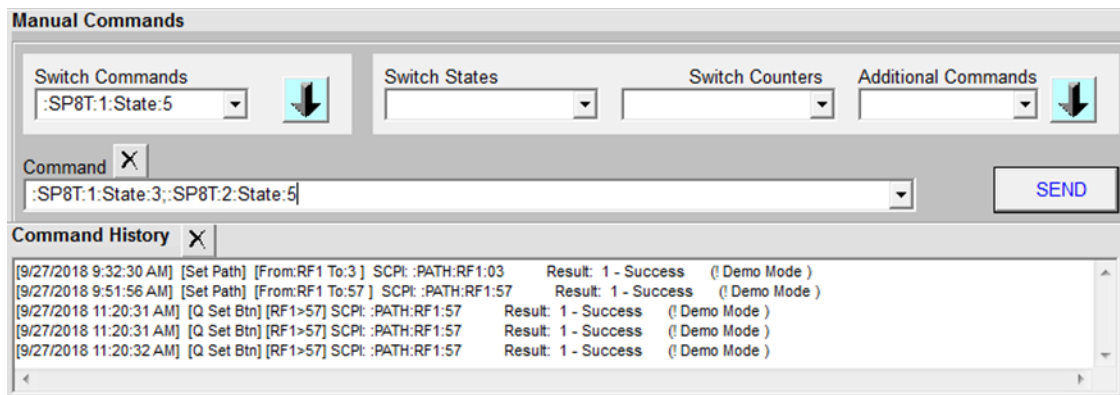 Manual Commands
Switch Commands
:SP8T:1:State:5
Switch States
Switch Counters
Additional Commands
Command X
:SP8T:1:State:3;:SP8T:2:State:5
SEND
Command History X
[9/27/2018 9:32:30 AM] [Set Path] [From:RF1 To:3 ] SCPI: :PATH:RF1:03 Result: 1 - Success (! Demo Mode )
[9/27/2018 9:51:56 AM] [Set Path] [From:RF1 To:57 ] SCPI: :PATH:RF1:57 Result: 1 - Success (! Demo Mode )
[9/27/2018 11:20:31 AM] [Q Set Btn] [RF1>57] SCPI: :PATH:RF1:57 Result: 1 - Success (! Demo Mode )
[9/27/2018 11:20:31 AM] [Q Set Btn] [RF1>57] SCPI: :PATH:RF1:57 Result: 1 - Success (! Demo Mode )
[9/27/2018 11:20:32 AM] [Q Set Btn] [RF1>57] SCPI: :PATH:RF1:57 Result: 1 - Success (! Demo Mode )